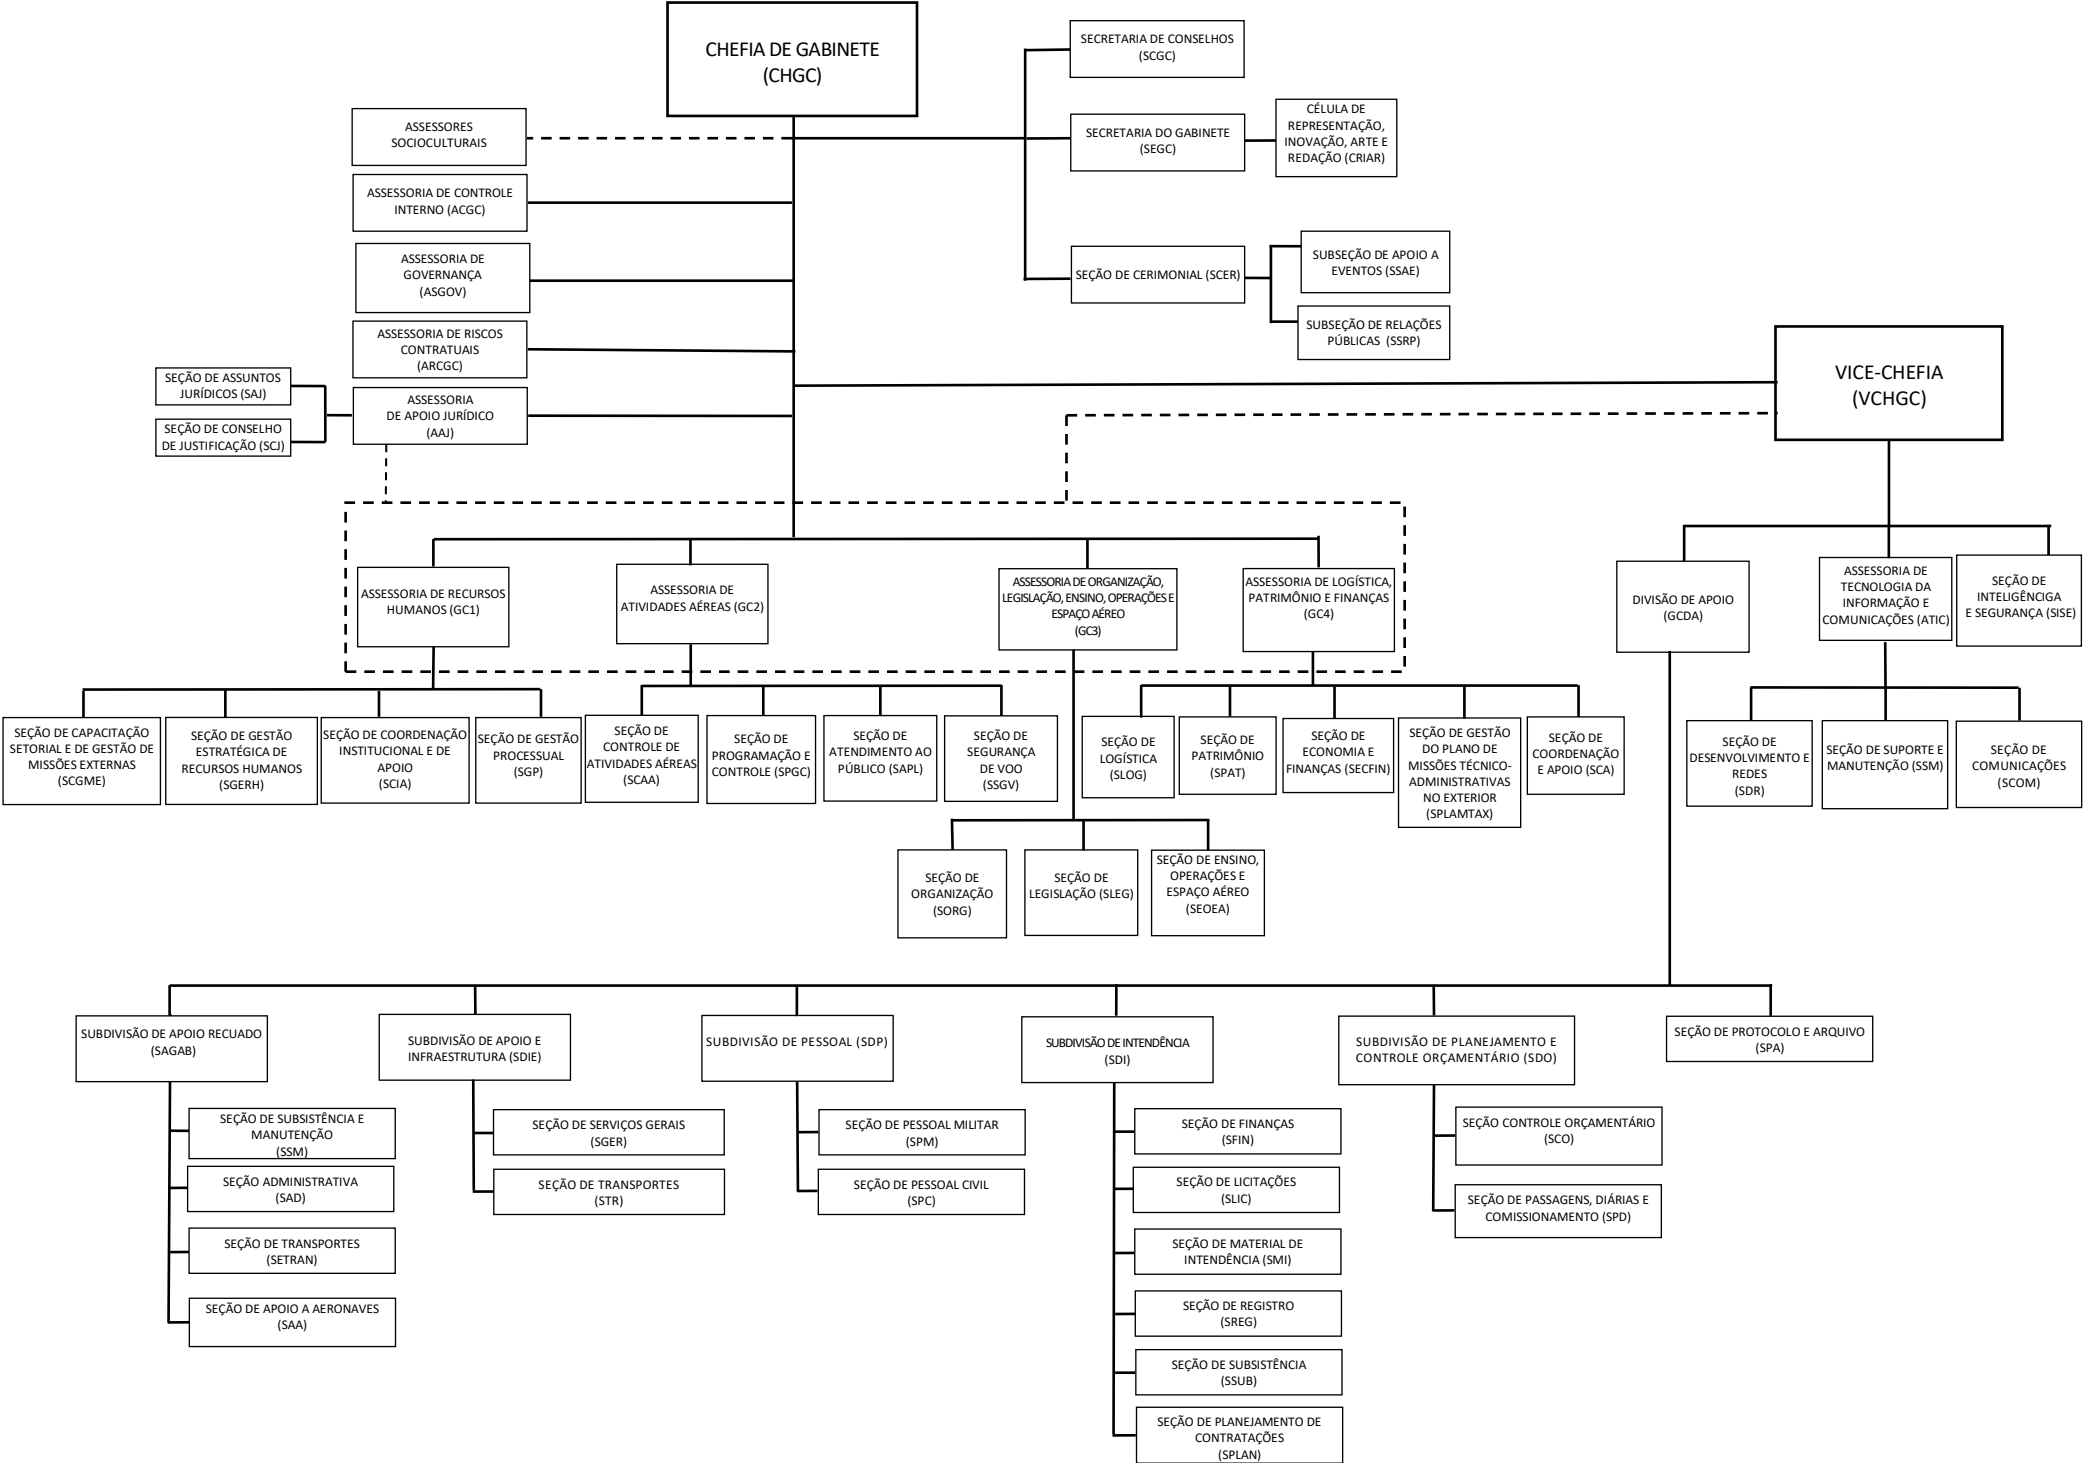 CHEFIA DE GABINETE
(CHGC)
SECRETARIA DE CONSELHOS
(SCGC)
ASSESSORES
SOCIOCULTURAIS
SECRETARIA DO GABINETE
(SEGC)
CÉLULA DE
REPRESENTAÇÃO,
INOVAÇÃO, ARTE E
REDAÇÃO (CRIAR)
ASSESSORIA DE CONTROLE
INTERNO (ACGC)
ASSESSORIA DE
GOVERNANÇA
(ASGOV)
SEÇÃO DE CERIMONIAL (SCER)
SUBSEÇÃO DE APOIO A
EVENTOS (SSAE)
SUBSEÇÃO DE RELAÇÕES
PÚBLICAS (SSRP)
ASSESSORIA DE RISCOS
CONTRATUAIS
(ARCGC)
VICE-CHEFIA
(VCHGC)
SEÇÃO DE ASSUNTOS
JURÍDICOS (SAJ)
SEÇÃO DE CONSELHO
DE JUSTIFICAÇÃO (SCJ)
ASSESSORIA
DE APOIO JURÍDICO
(AAJ)
ASSESSORIA DE RECURSOS
HUMANOS (GC1)
ASSESSORIA DE
ATIVIDADES AÉREAS (GC2)
ASSESSORIA DE ORGANIZAÇÃO,
LEGISLAÇÃO, ENSINO, OPERAÇÕES E
ESPAÇO AÉREO
(GC3)
ASSESSORIA DE LOGÍSTICA,
PATRIMÔNIO E FINANÇAS
(GC4)
DIVISÃO DE APOIO
(GCDA)
ASSESSORIA DE
TECNOLOGIA DA
INFORMAÇÃO E
COMUNICAÇÕES (ATIC)
SEÇÃO DE
INTELIGÊNCIGA
E SEGURANÇA (SISE)
SEÇÃO DE CAPACITAÇÃO
SETORIAL E DE GESTÃO DE
MISSÕES EXTERNAS
(SCGME)
SEÇÃO DE GESTÃO
ESTRATÉGICA DE
RECURSOS HUMANOS
(SGERH)
SEÇÃO DE COORDENAÇÃO
INSTITUCIONAL E DE
APOIO
(SCIA)
SEÇÃO DE GESTÃO
PROCESSUAL
(SGP)
SEÇÃO DE
CONTROLE DE
ATIVIDADES AÉREAS
(SCAA)
SEÇÃO DE
PROGRAMAÇÃO E
CONTROLE (SPGC)
SEÇÃO DE
ATENDIMENTO AO
PÚBLICO (SAPL)
SEÇÃO DE
SEGURANÇA
DE VOO
(SSGV)
SEÇÃO DE
LOGÍSTICA
(SLOG)
SEÇÃO DE
PATRIMÔNIO
(SPAT)
SEÇÃO DE
ECONOMIA E
FINANÇAS (SECFIN)
SEÇÃO DE GESTÃO
DO PLANO DE
MISSÕES TÉCNICO-
ADMINISTRATIVAS
NO EXTERIOR
(SPLAMTAX)
SEÇÃO DE
COORDENAÇÃO
E APOIO (SCA)
SEÇÃO DE
DESENVOLVIMENTO E
REDES
(SDR)
SEÇÃO DE SUPORTE E
MANUTENÇÃO (SSM)
SEÇÃO DE
COMUNICAÇÕES
(SCOM)
SEÇÃO DE
ORGANIZAÇÃO
(SORG)
SEÇÃO DE
LEGISLAÇÃO (SLEG)
SEÇÃO DE ENSINO,
OPERAÇÕES E
ESPAÇO AÉREO
(SEOEA)
SUBDIVISÃO DE APOIO RECUADO
(SAGAB)
SUBDIVISÃO DE APOIO E
INFRAESTRUTURA (SDIE)
SUBDIVISÃO DE PESSOAL (SDP)
SUBDIVISÃO DE INTENDÊNCIA
(SDI)
SUBDIVISÃO DE PLANEJAMENTO E
CONTROLE ORÇAMENTÁRIO (SDO)
SEÇÃO DE PROTOCOLO E ARQUIVO
(SPA)
SEÇÃO DE SUBSISTÊNCIA E
MANUTENÇÃO
(SSM)
SEÇÃO ADMINISTRATIVA
(SAD)
SEÇÃO DE TRANSPORTES
(SETRAN)
SEÇÃO DE APOIO A AERONAVES
(SAA)
SEÇÃO DE SERVIÇOS GERAIS
(SGER)
SEÇÃO DE TRANSPORTES
(STR)
SEÇÃO DE PESSOAL MILITAR
(SPM)
SEÇÃO DE PESSOAL CIVIL
(SPC)
SEÇÃO DE FINANÇAS
(SFIN)
SEÇÃO DE LICITAÇÕES
(SLIC)
SEÇÃO DE MATERIAL DE
INTENDÊNCIA (SMI)
SEÇÃO DE REGISTRO
(SREG)
SEÇÃO DE SUBSISTÊNCIA
(SSUB)
SEÇÃO DE PLANEJAMENTO DE
CONTRATAÇÕES
(SPLAN)
SEÇÃO CONTROLE ORÇAMENTÁRIO
(SCO)
SEÇÃO DE PASSAGENS, DIÁRIAS E
COMISSIONAMENTO (SPD)